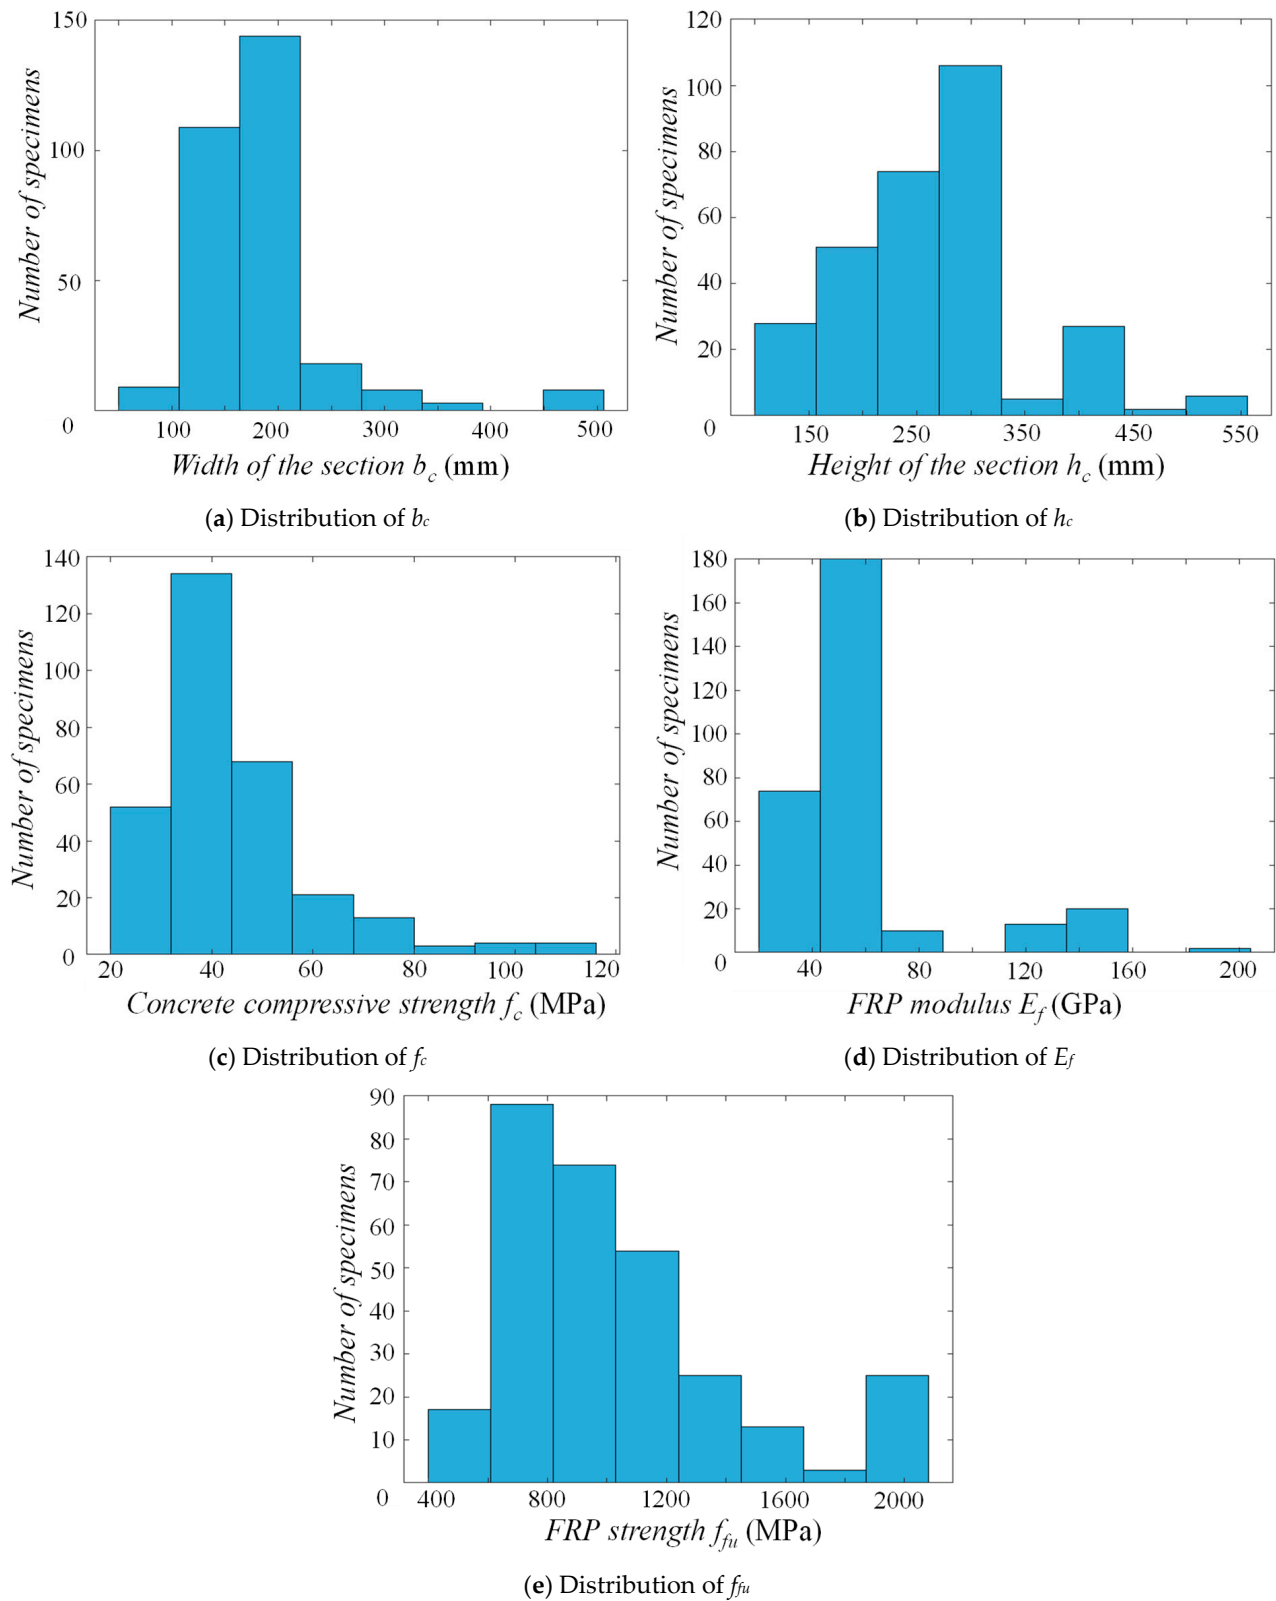 150
100
50
0
100 200 300 400 500
Number of specimens
Width of the section b_c (mm)
(a) Distribution of b_c
120
100
80
60
40
20
0
150 250 350 450 550
Number of specimens
Height of the section h_c (mm)
(b) Distribution of h_c
140
120
100
80
60
40
20
0
20 40 60 80 100 120
Number of specimens
Concrete compressive strength f_c (MPa)
(c) Distribution of f_c
180
160
140
180
100
80
60
40
20
0
40 80 120 160 200
Number of specimens
FRP modulus E_f (GPa)
(d) Distribution of E_f
90
80
70
60
50
40
30
20
10
0
400 800 1200 1600 2000
Number of specimens
FRP strength f_fu (MPa)
(e) Distribution of f_fu